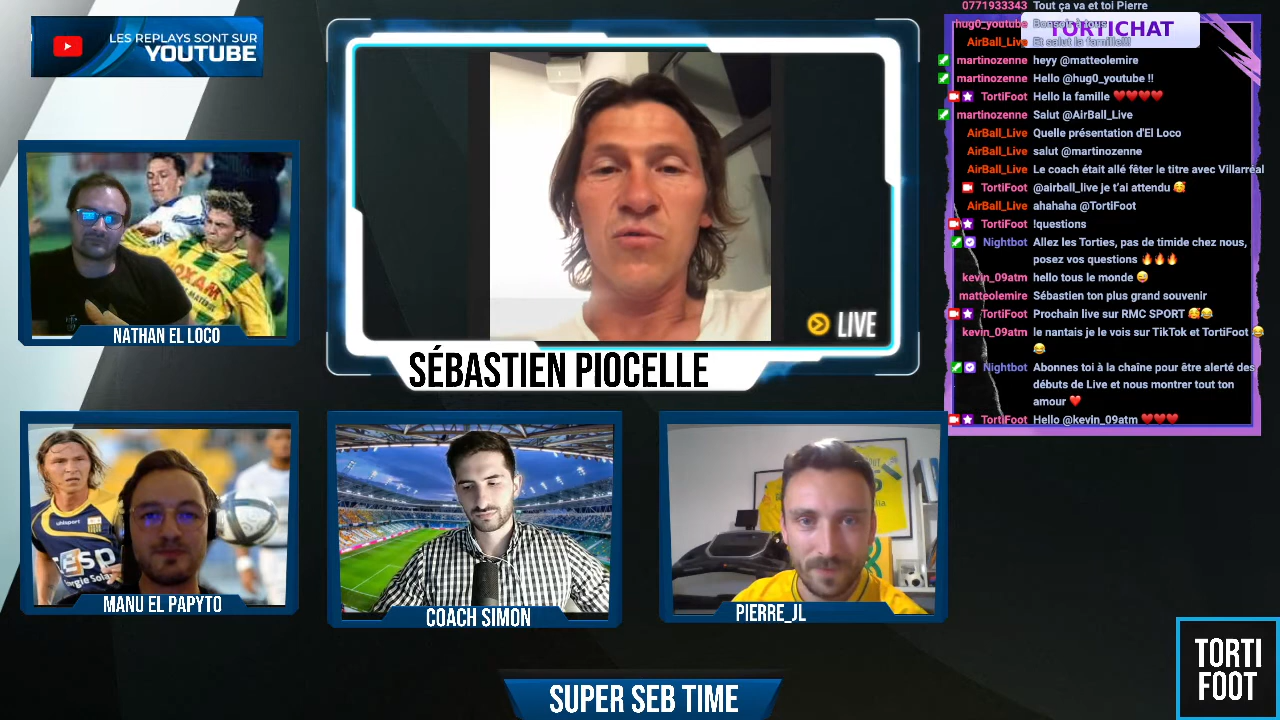 LES REPLAYS SONT SUR
YOUTUBE
NATHAN EL LOCO
LIVE
SÉBASTIEN PIOCELLE
uhlsport
MANU EL PAPYTO
COACH SIMON
PIERRE_JL
SUPER SEB TIME
0771933343 Tout ça va et toi Pierre
TORTICHAT
hug0_youtube Bonsoir à tous
AirBall_Live Et salut la famille!!!
martinozenne heyy @matteolemire
martinozenne Hello @hug0_youtube !!
TortiFoot Hello la famille ❤️❤️❤️❤️
martinozenne Salut @AirBall_Live
AirBall_Live Quelle présentation d'El Loco
AirBall_Live salut @martinozenne
AirBall_Live Le coach était allé fêter le titre avec Villarréal
TortiFoot @airball_live je t'ai attendu 🥰
AirBall_Live ahahaha @TortiFoot
TortiFoot !questions
Nightbot Allez les Torties, pas de timide chez nous,
posez vos questions 🔥🔥🔥
kevin_09atm hello tous le monde 😄
matteolemire Sébastien ton plus grand souvenir
TortiFoot Prochain live sur RMC SPORT 🥰😂
kevin_09atm le nantais je le vois sur TikTok et TortiFoot 😂
😂
Nightbot Abonnes toi à la chaîne pour être alerté des
débuts de Live et nous montrer tout ton
amour ❤️
TortiFoot Hello @kevin_09atm ❤️❤️❤️
TORTI
FOOT